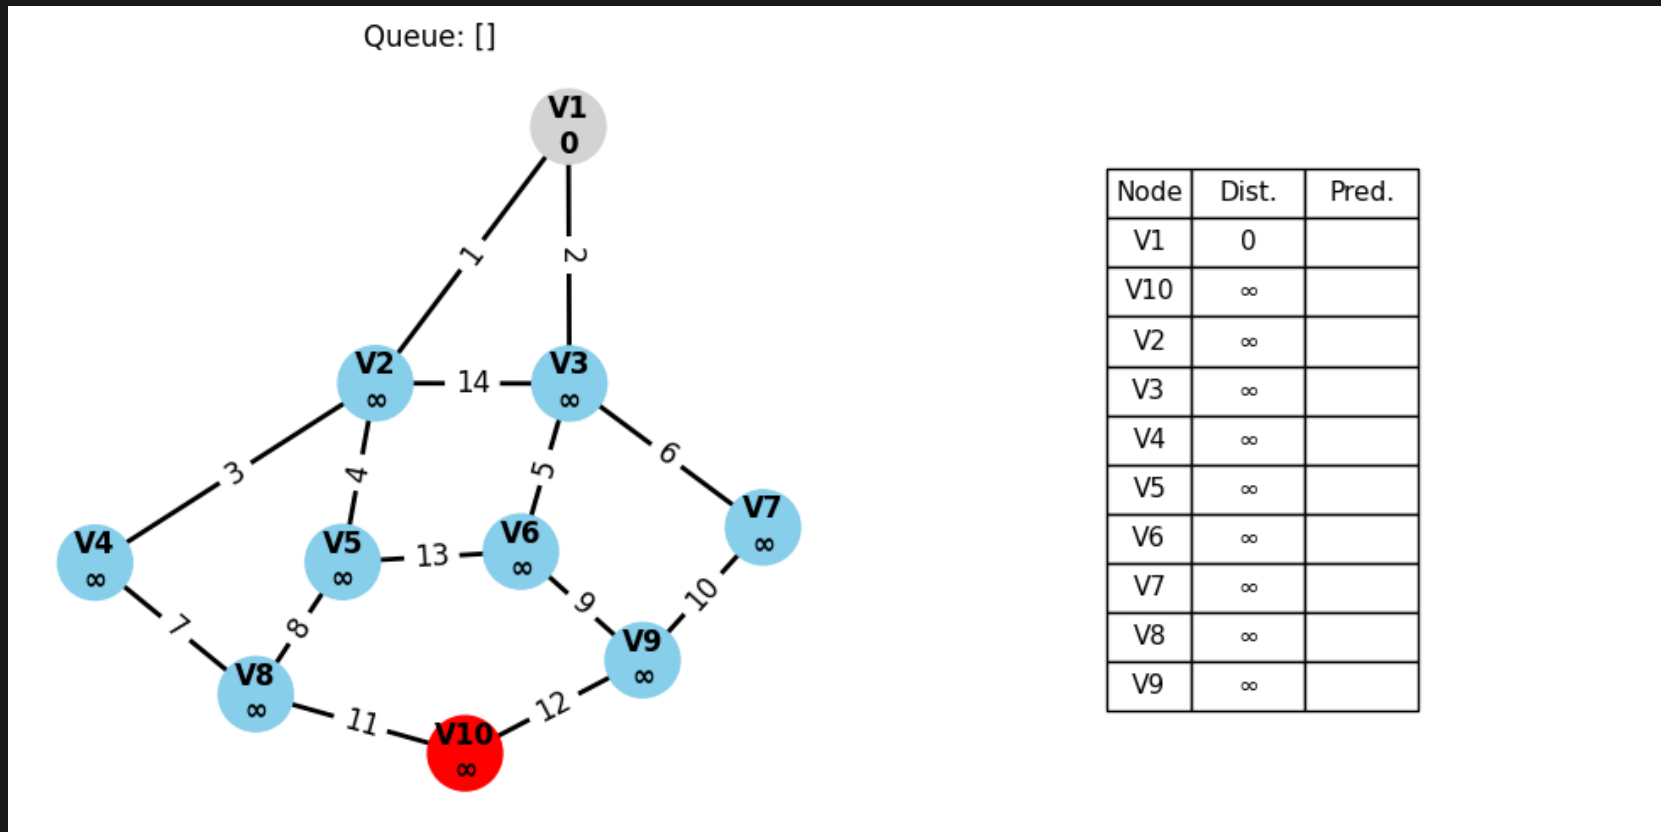 Queue: []
V1
0
1
2
V2
∞
14
V3
∞
3
4
5
6
V4
∞
V5
∞
13
V6
∞
V7
∞
7
8
9
10
V8
∞
V9
∞
11
12
V10
∞
Node Dist. Pred.
V1 0
V10 ∞
V2 ∞
V3 ∞
V4 ∞
V5 ∞
V6 ∞
V7 ∞
V8 ∞
V9 ∞